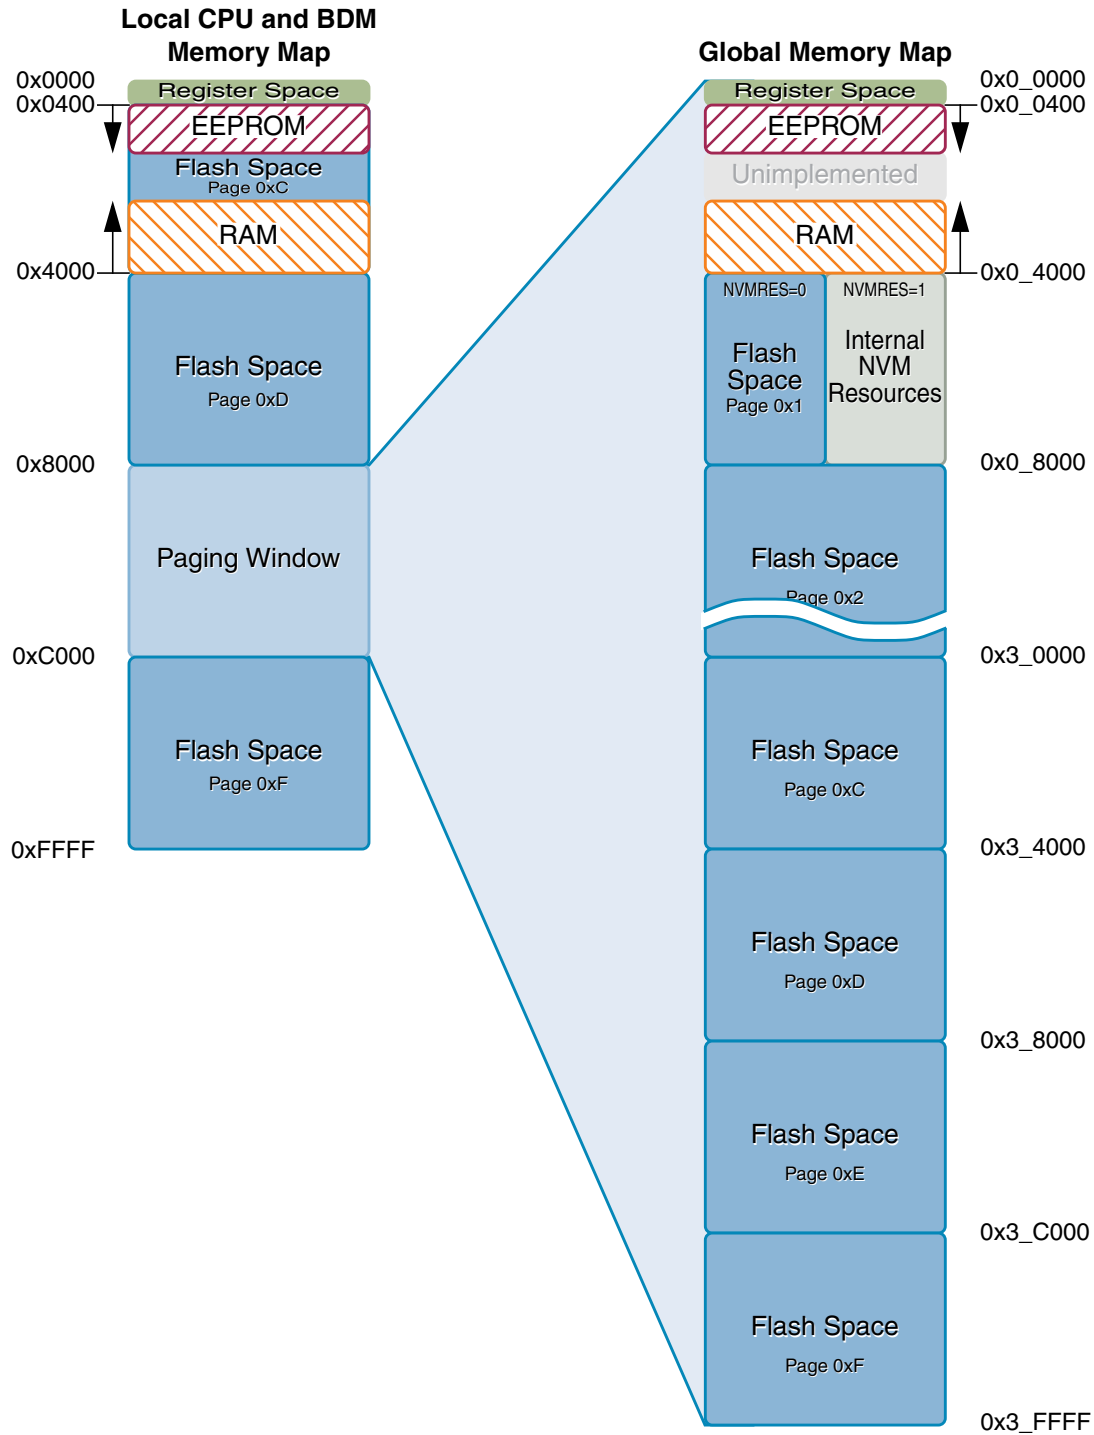 Local CPU and BDM
Memory Map
0x0000
0x0400
Register Space
EEPROM
Flash Space
Page 0xC
RAM
0x4000
Flash Space
Page 0xD
0x8000
Paging Window
0xC000
Flash Space
Page 0xF
0xFFFF
Global Memory Map
Register Space
0x0_0000
0x0_0400
EEPROM
Unimplemented
RAM
0x0_4000
NVMRES=0
Flash
Space
Page 0x1
NVMRES=1
Internal
NVM
Resources
0x0_8000
Flash Space
Page 0x2
0x3_0000
Flash Space
Page 0xC
0x3_4000
Flash Space
Page 0xD
0x3_8000
Flash Space
Page 0xE
0x3_C000
Flash Space
Page 0xF
0x3_FFFF